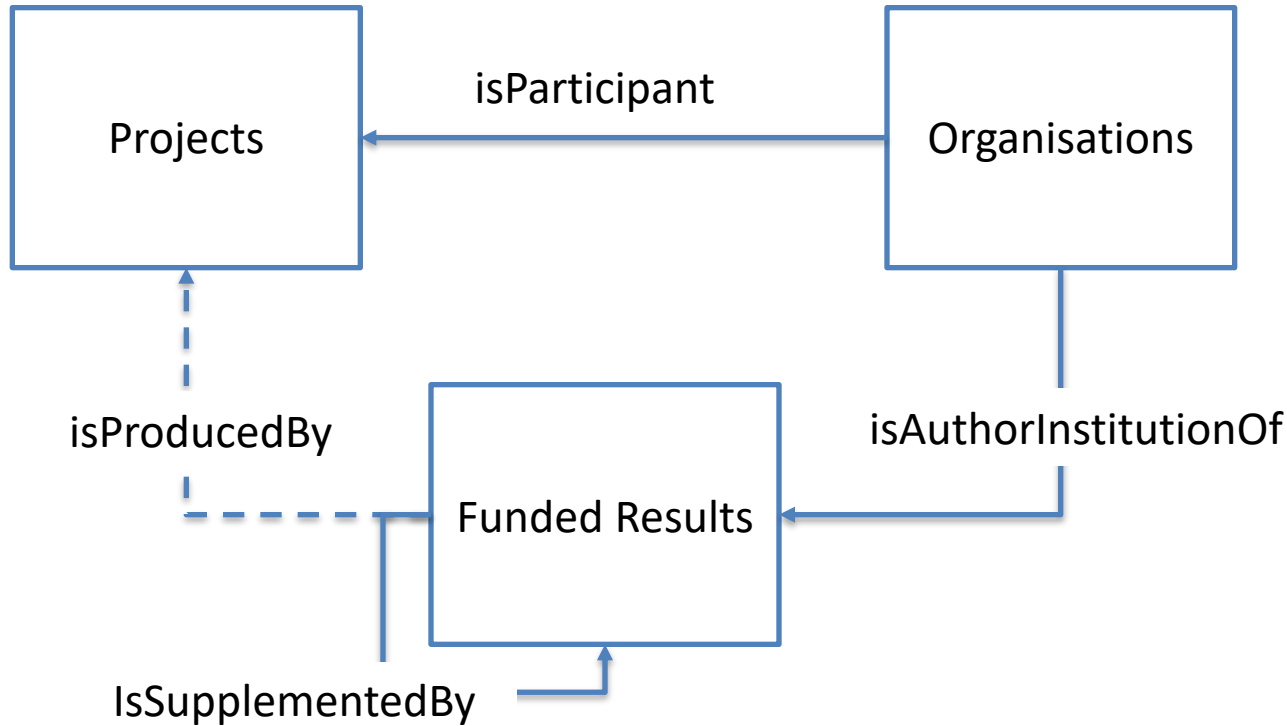 isParticipant
Projects
Organisations
isProducedBy
isAuthorInstitutionOf
Funded Results
IsSupplementedBy